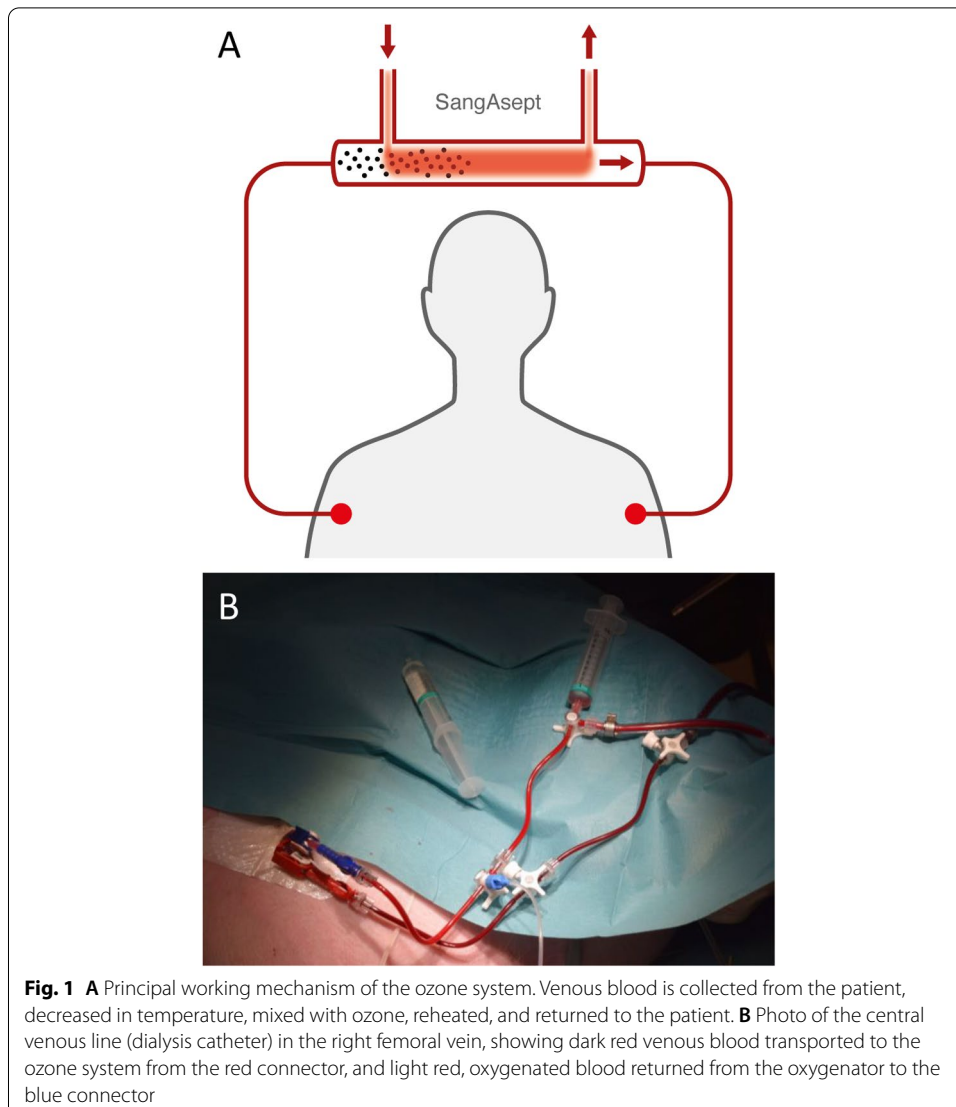 A
SangAsept
B
Fig. 1 A Principal working mechanism of the ozone system. Venous blood is collected from the patient,
decreased in temperature, mixed with ozone, reheated, and returned to the patient. B Photo of the central
venous line (dialysis catheter) in the right femoral vein, showing dark red venous blood transported to the
ozone system from the red connector, and light red, oxygenated blood returned from the oxygenator to the
blue connector